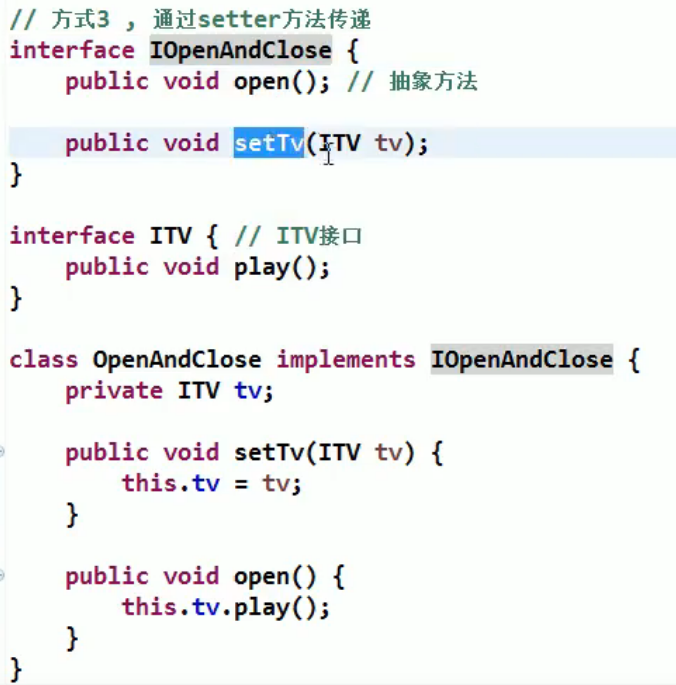 // 方式3 , 通过setter方法传递
interface IOpenAndClose {
    public void open(); // 抽象方法

    public void setTv(ITV tv);
}

interface ITV { // ITV接口
    public void play();
}

class OpenAndClose implements IOpenAndClose {
    private ITV tv;

    public void setTv(ITV tv) {
        this.tv = tv;
    }

    public void open() {
        this.tv.play();
    }
}